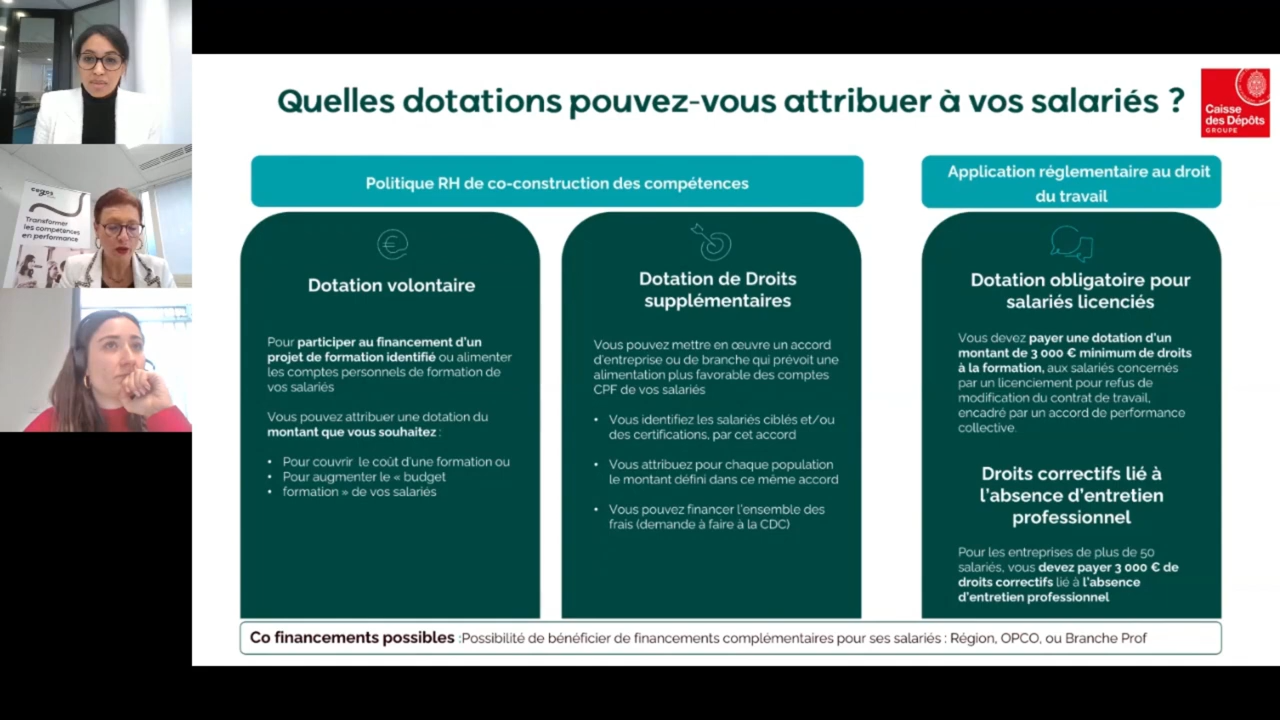 Quelles dotations pouvez-vous attribuer à vos salariés ?
Caisse
des Dépôts
GROUPE
cegos
Transformer
les compétences
en performance
Politique RH de co-construction des compétences
Dotation volontaire
Pour participer au financement d'un
projet de formation identifié ou alimenter
les comptes personnels de formation de
vos salariés
Vous pouvez attribuer une dotation du
montant que vous souhaitez :
• Pour couvrir le coût d'une formation ou
• Pour augmenter le « budget
• formation » de vos salariés
Dotation de Droits
supplémentaires
Vous pouvez mettre en œuvre un accord
d'entreprise ou de branche qui prévoit une
alimentation plus favorable des comptes
CPF de vos salariés
• Vous identifiez les salariés ciblés et/ou
des certifications, par cet accord
• Vous attribuez pour chaque population
le montant défini dans ce même accord
• Vous pouvez financer l'ensemble des
frais (demande à faire à la CDC)
Application réglementaire au droit
du travail
Dotation obligatoire pour
salariés licenciés
Vous devez payer une dotation d'un
montant de 3 000 € minimum de droits
à la formation, aux salariés concernés
par un licenciement pour refus de
modification du contrat de travail,
encadré par un accord de performance
collective.
Droits correctifs lié à
l'absence d'entretien
professionnel
Pour les entreprises de plus de 50
salariés, vous devez payer 3 000 € de
droits correctifs lié à l'absence
d'entretien professionnel
Co financements possibles :Possibilité de bénéficier de financements complémentaires pour ses salariés : Région, OPCO, ou Branche Prof